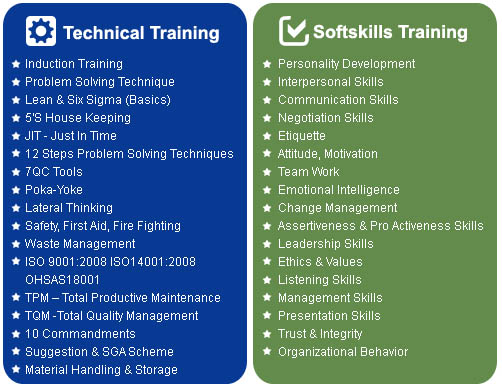 Technical Training
Induction Training
Problem Solving Technique
Lean & Six Sigma (Basics)
5'S House Keeping
JIT - Just In Time
12 Steps Problem Solving Techniques
7QC Tools
Poka-Yoke
Lateral Thinking
Safety, First Aid, Fire Fighting
Waste Management
ISO 9001:2008 ISO14001:2008
OHSAS18001
TPM – Total Productive Maintenance
TQM -Total Quality Management
10 Commandments
Suggestion & SGA Scheme
Material Handling & Storage
Softskills Training
Personality Development
Interpersonal Skills
Communication Skills
Negotiation Skills
Etiquette
Attitude, Motivation
Team Work
Emotional Intelligence
Change Management
Assertiveness & Pro Activeness Skills
Leadership Skills
Ethics & Values
Listening Skills
Management Skills
Presentation Skills
Trust & Integrity
Organizational Behavior